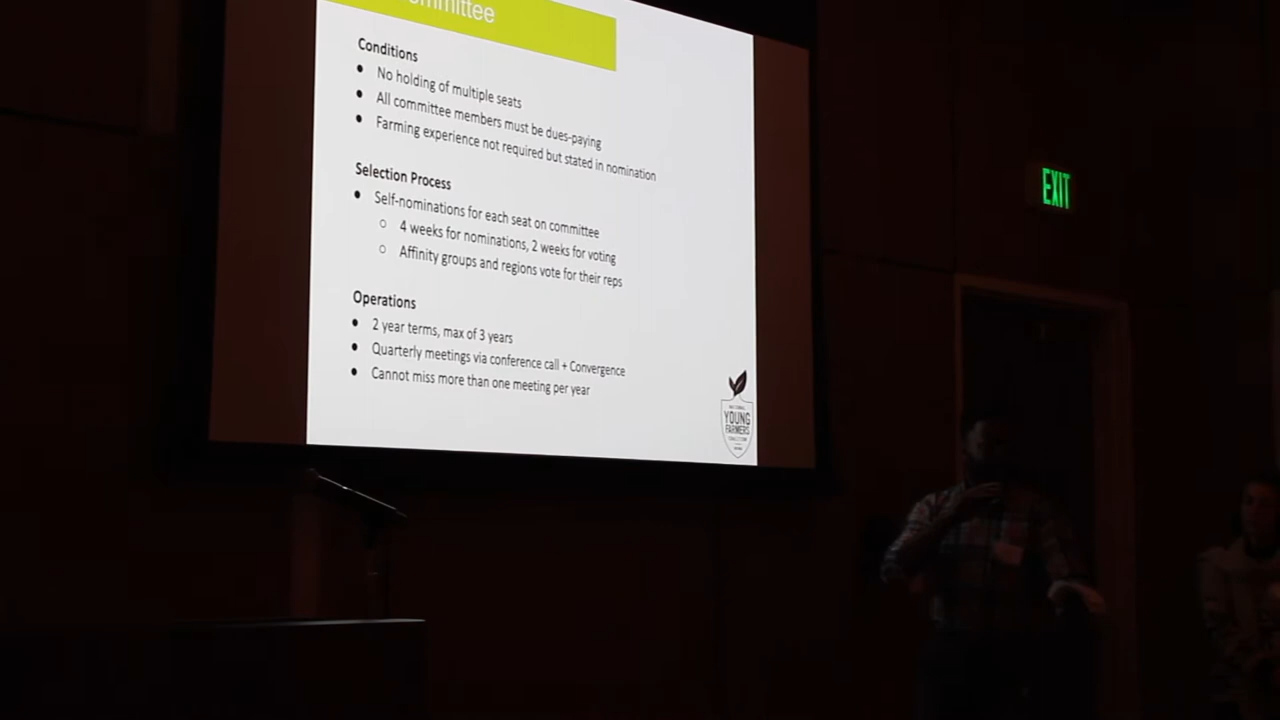 Conditions
● No holding of multiple seats
● All committee members must be dues-paying
● Farming experience not required but stated in nomination
Selection Process
● Self-nominations for each seat on committee
○ 4 weeks for nominations, 2 weeks for voting
○ Affinity groups and regions vote for their reps
Operations
● 2 year terms, max of 3 years
● Quarterly meetings via conference call + Convergence
● Cannot miss more than one meeting per year
YOUNG
FARMERS
EXIT